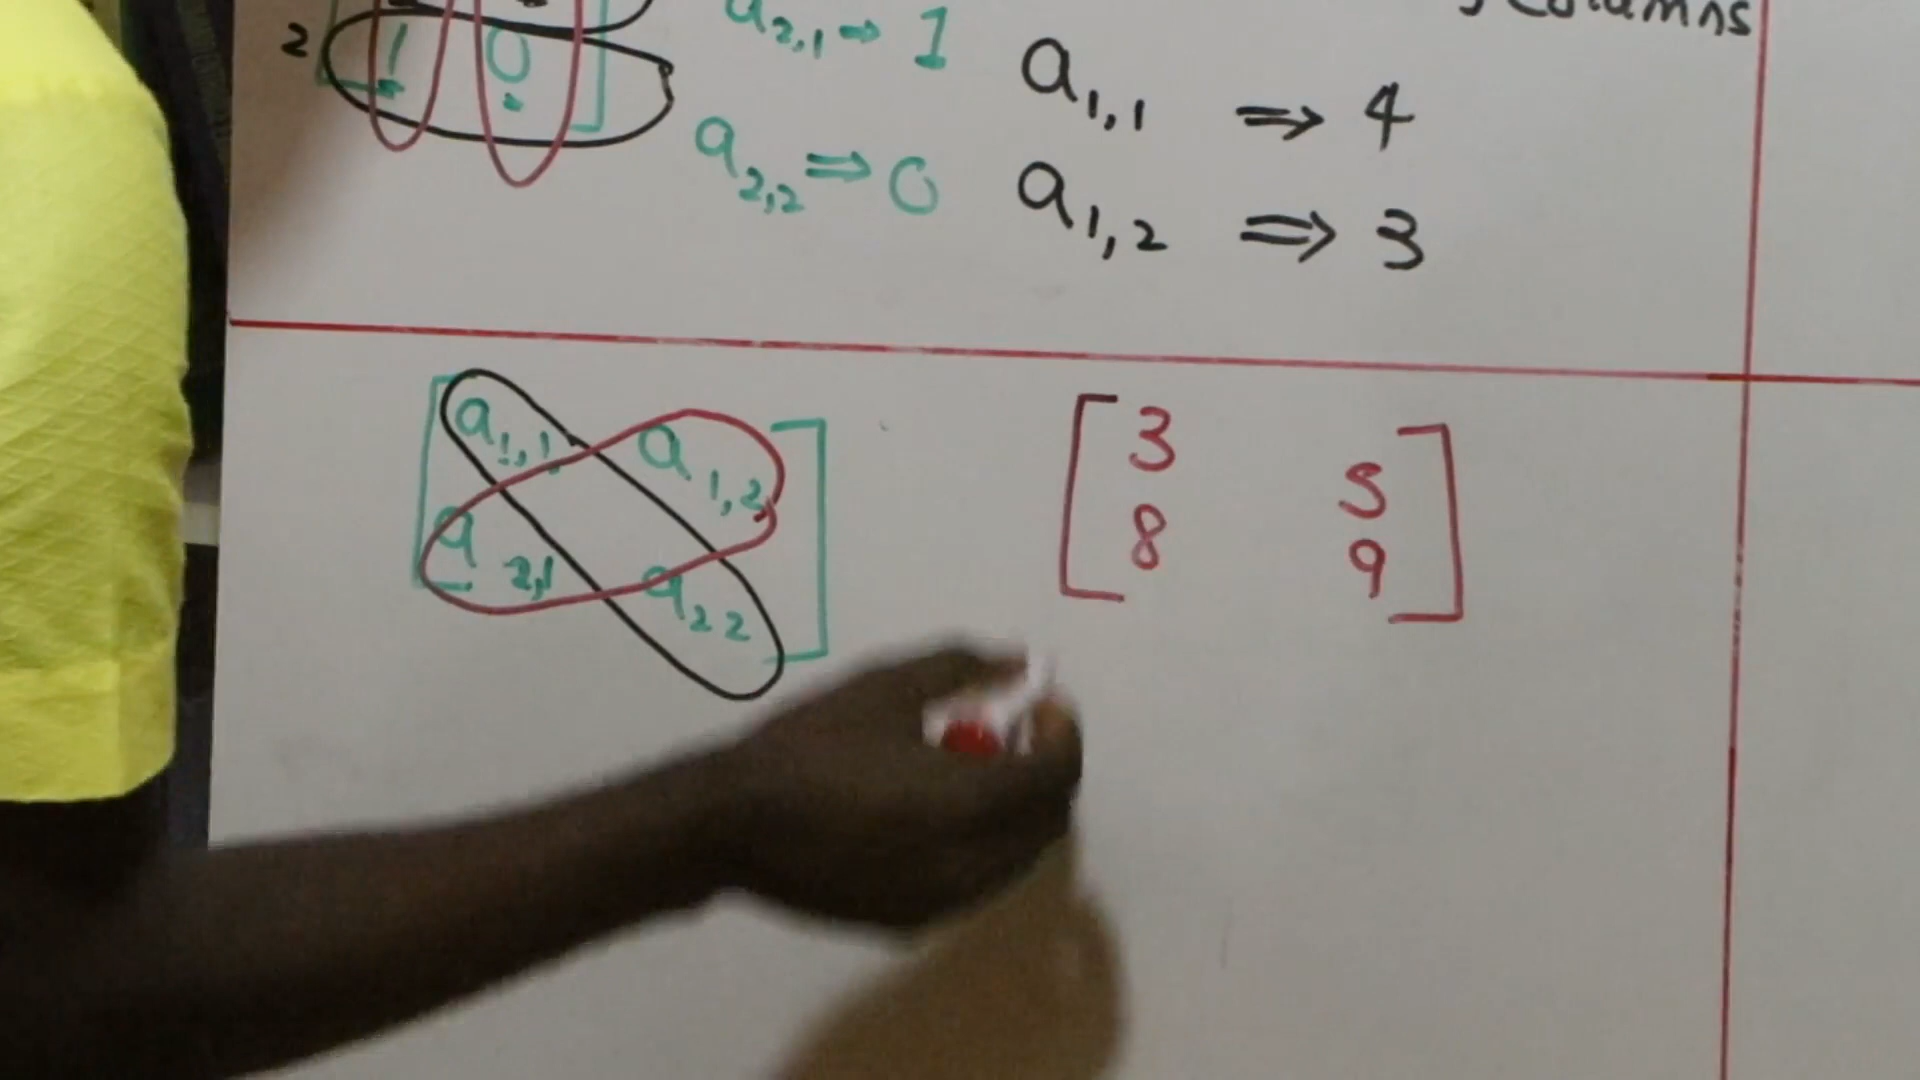 columns
2 1 0
a2,1 ⇒ 1
a1,1 ⇒ 4
a2,2 ⇒ 0
a1,2 ⇒ 3
a1,1 a1,2
a2,1 a22
3 5
8 9